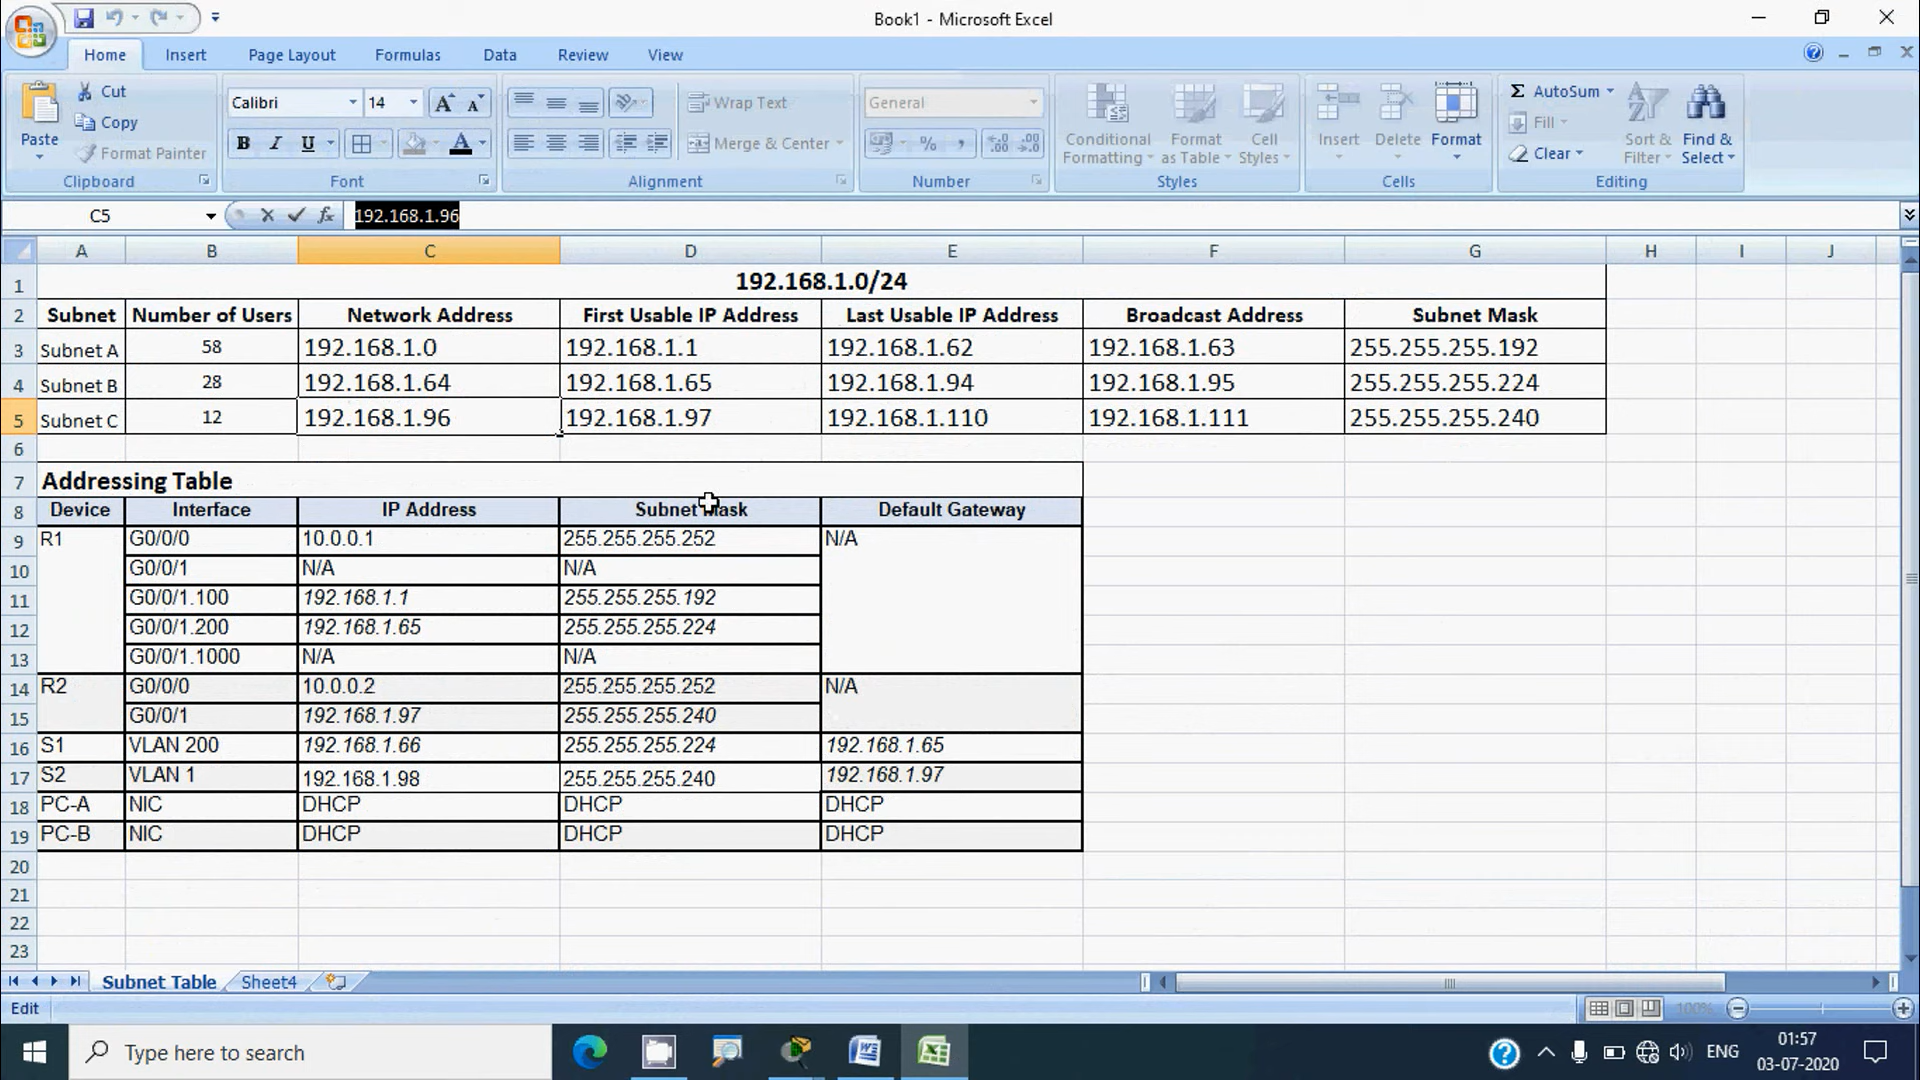 Book1 - Microsoft Excel
Home Insert Page Layout Formulas Data Review View
Paste
Cut
Copy
Format Painter
Clipboard
Calibri 14
B I U
Font
Wrap Text
Merge & Center
Alignment
General
%
Number
Conditional Formatting
Format as Table
Cell Styles
Styles
Insert
Delete
Format
Cells
Σ AutoSum
Fill
Clear
Sort & Filter
Find & Select
Editing
C5 fx 192.168.1.96
A B C D E F G H I J
1 192.168.1.0/24
2 Subnet Number of Users Network Address First Usable IP Address Last Usable IP Address Broadcast Address Subnet Mask
3 Subnet A 58 192.168.1.0 192.168.1.1 192.168.1.62 192.168.1.63 255.255.255.192
4 Subnet B 28 192.168.1.64 192.168.1.65 192.168.1.94 192.168.1.95 255.255.255.224
5 Subnet C 12 192.168.1.96 192.168.1.97 192.168.1.110 192.168.1.111 255.255.255.240
6
7 Addressing Table
8 Device Interface IP Address Subnet Mask Default Gateway
9 R1 G0/0/0 10.0.0.1 255.255.255.252 N/A
10 G0/0/1 N/A N/A
11 G0/0/1.100 192.168.1.1 255.255.255.192
12 G0/0/1.200 192.168.1.65 255.255.255.224
13 G0/0/1.1000 N/A N/A
14 R2 G0/0/0 10.0.0.2 255.255.255.252 N/A
15 G0/0/1 192.168.1.97 255.255.255.240
16 S1 VLAN 200 192.168.1.66 255.255.255.224 192.168.1.65
17 S2 VLAN 1 192.168.1.98 255.255.255.240 192.168.1.97
18 PC-A NIC DHCP DHCP DHCP
19 PC-B NIC DHCP DHCP DHCP
20
21
22
23
Subnet Table Sheet4
Edit 100%
Type here to search
ENG
01:57
03-07-2020